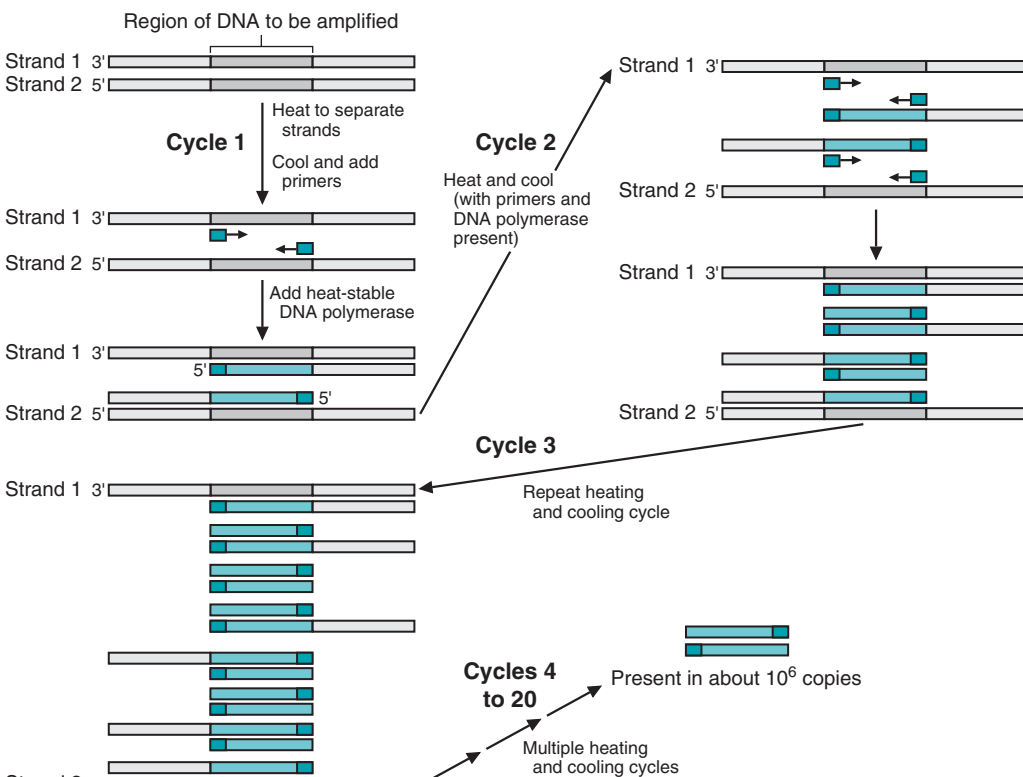 Region of DNA to be amplified
Strand 1 3'
Strand 2 5'
Heat to separate
strands
Cycle 1
Cool and add
primers
Strand 1 3'
Strand 2 5'
Add heat-stable
DNA polymerase
Strand 1 3'
5'
5'
Strand 2 5'
Cycle 2
Heat and cool
(with primers and
DNA polymerase
present)
Strand 1 3'
Strand 2 5'
Strand 1 3'
Strand 2 5'
Cycle 3
Repeat heating
and cooling cycle
Strand 1 3'
Cycles 4
to 20
Multiple heating
and cooling cycles
Present in about 10⁶ copies